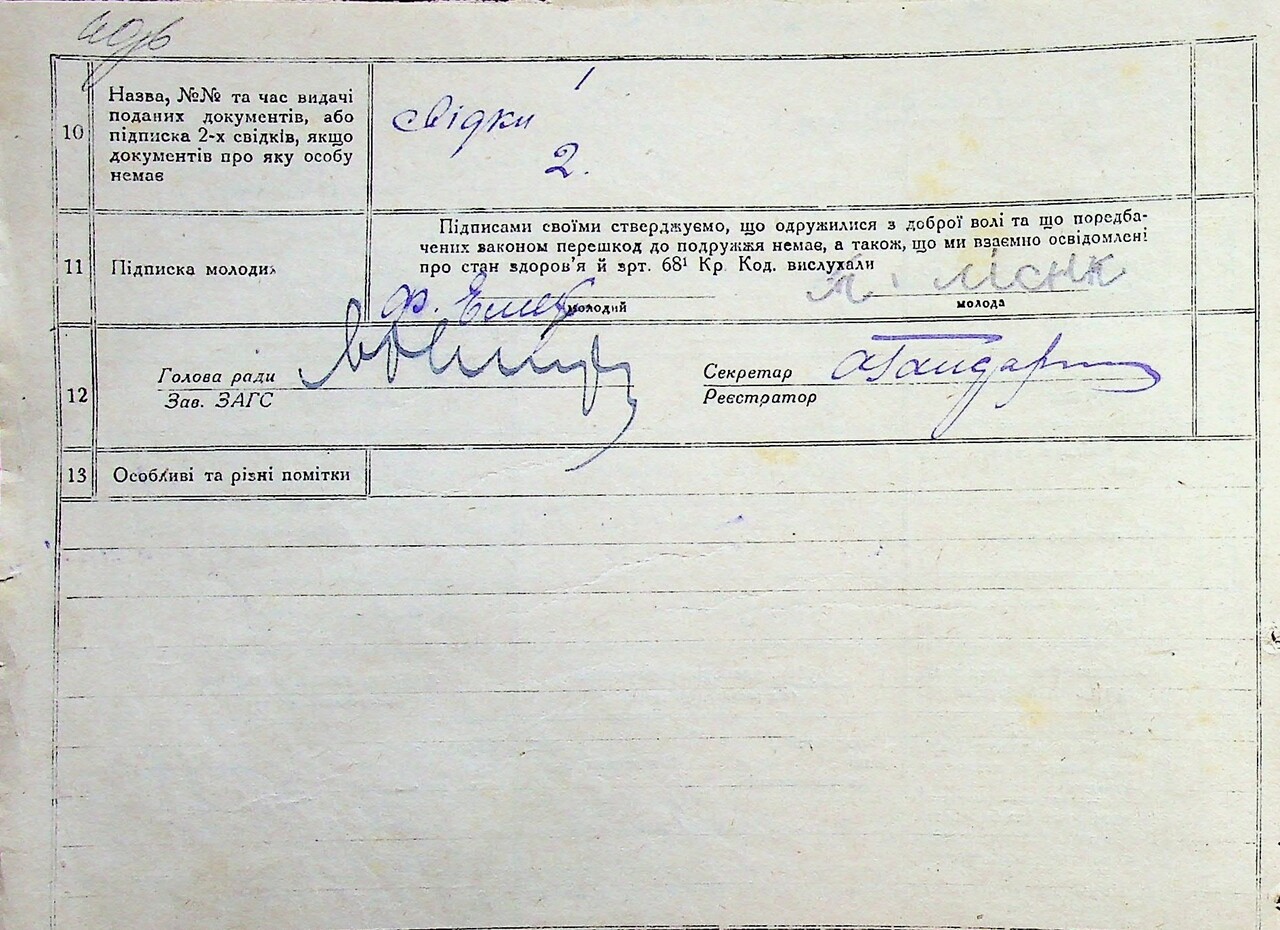 10
Назва, №№ та час видачі
поданих документів, або
підписка 2-х свідків, якщо
документів про яку особу
немає
1
свідки
2.
11
Підписка молодих
Підписами своїми стверджуємо, що одружилися з доброї волі та що поредба-
чених законом перешкод до подружжя немає, а також, що ми взаємно освідомлені
про стан здоров'я й зрт. 68¹ Кр. Код. вислухали
Ф.
молодий
молода
12
Голова ради
Зав. ЗАГС
Секретар
Реєстратор
13
Особливі та різні помітки